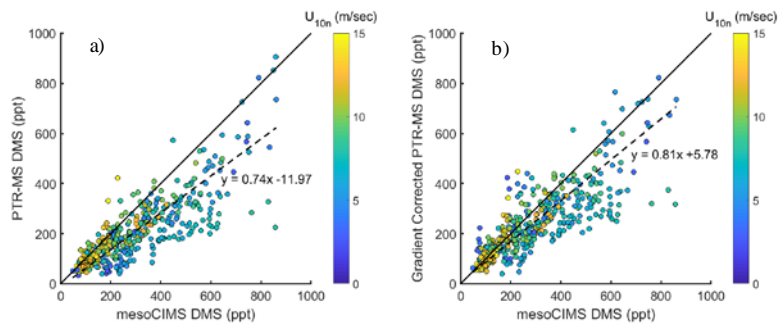 U10n (m/sec)
a)
1000
800
600
400
200
0
PTR-MS DMS (ppt)
y = 0.74x -11.97
0 200 400 600 800 1000
mesoCIMS DMS (ppt)
15
10
5
0
U10n (m/sec)
b)
1000
800
600
400
200
0
Gradient Corrected PTR-MS DMS (ppt)
y = 0.81x +5.78
0 200 400 600 800 1000
mesoCIMS DMS (ppt)
15
10
5
0